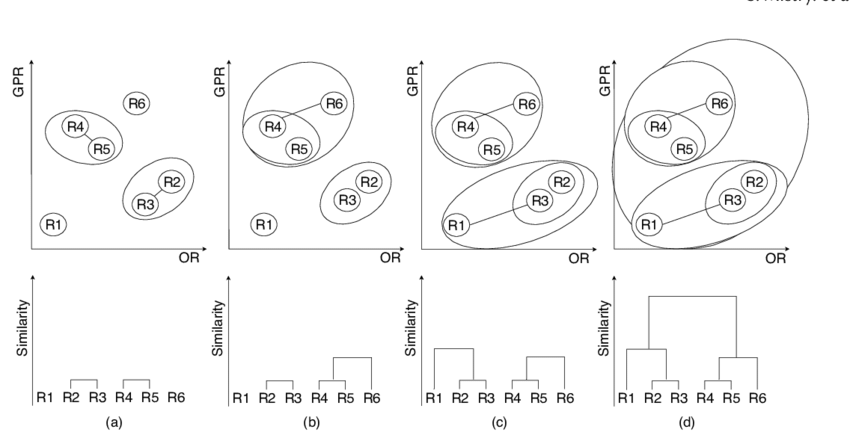 GPR
R6
R4
R5
R2
R3
R1
OR
GPR
R6
R4
R5
R2
R3
R1
OR
GPR
R6
R4
R5
R2
R3
R1
OR
GPR
R6
R4
R5
R2
R3
R1
OR
Similarity
R1 R2 R3 R4 R5 R6
(a)
Similarity
R1 R2 R3 R4 R5 R6
(b)
Similarity
R1 R2 R3 R4 R5 R6
(c)
Similarity
R1 R2 R3 R4 R5 R6
(d)